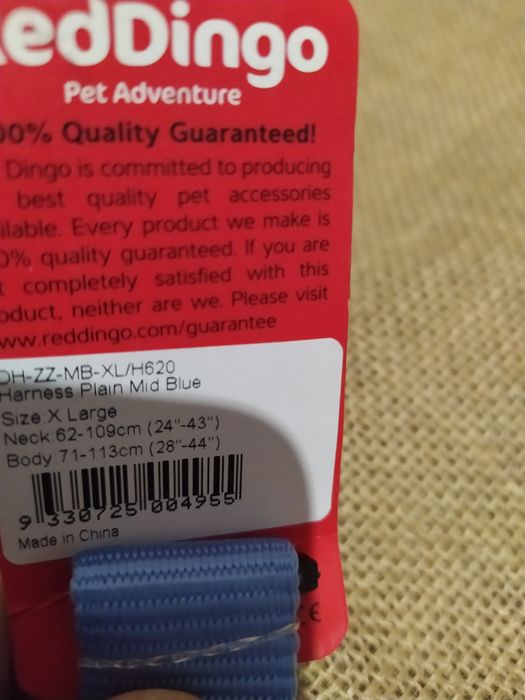 RedDingo
Pet Adventure
00% Quality Guaranteed!
Dingo is committed to producing
best quality pet accessories
ilable. Every product we make is
0% quality guaranteed. If you are
t completely satisfied with this
oduct, neither are we. Please visit
ww.reddingo.com/guarantee
DH-ZZ-MB-XL/H620
Harness Plain Mid Blue
Size:X Large
Neck:62-109cm (24"-43")
Body 71-113cm (28"-44")
9 330725 004955
Made in China
CE